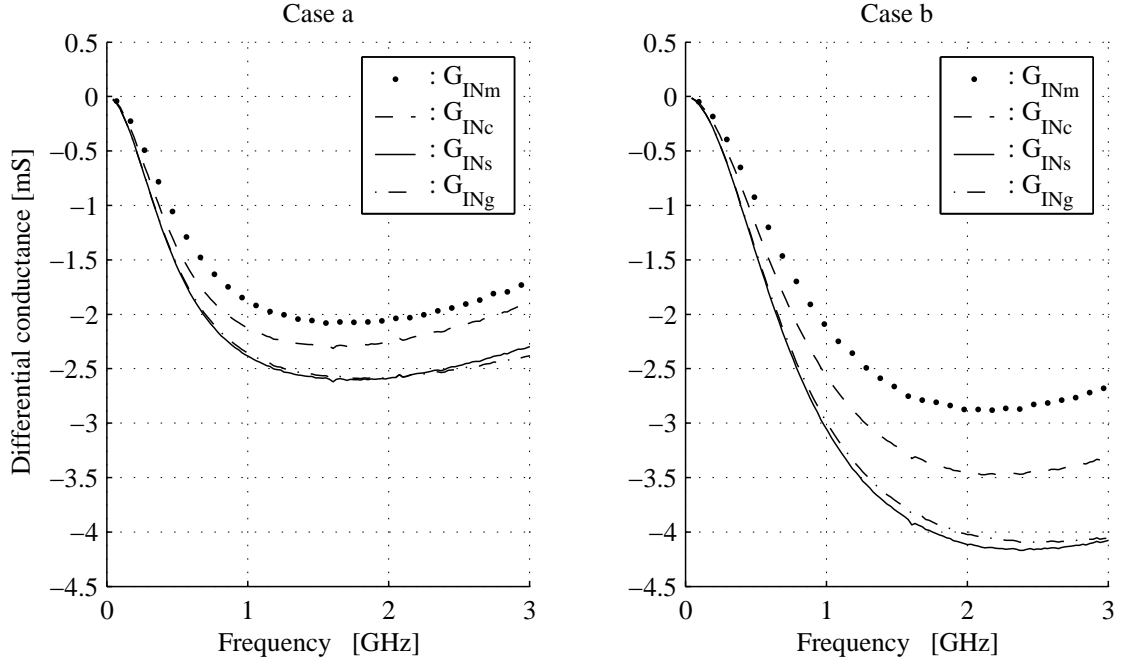 Case a
0.5
0
−0.5
−1
−1.5
−2
−2.5
−3
−3.5
−4
−4.5
0
1
2
3
Differential conductance [mS]
Frequency [GHz]
: G_INm
: G_INc
: G_INs
: G_INg
Case b
0.5
0
−0.5
−1
−1.5
−2
−2.5
−3
−3.5
−4
−4.5
0
1
2
3
Frequency [GHz]
: G_INm
: G_INc
: G_INs
: G_INg